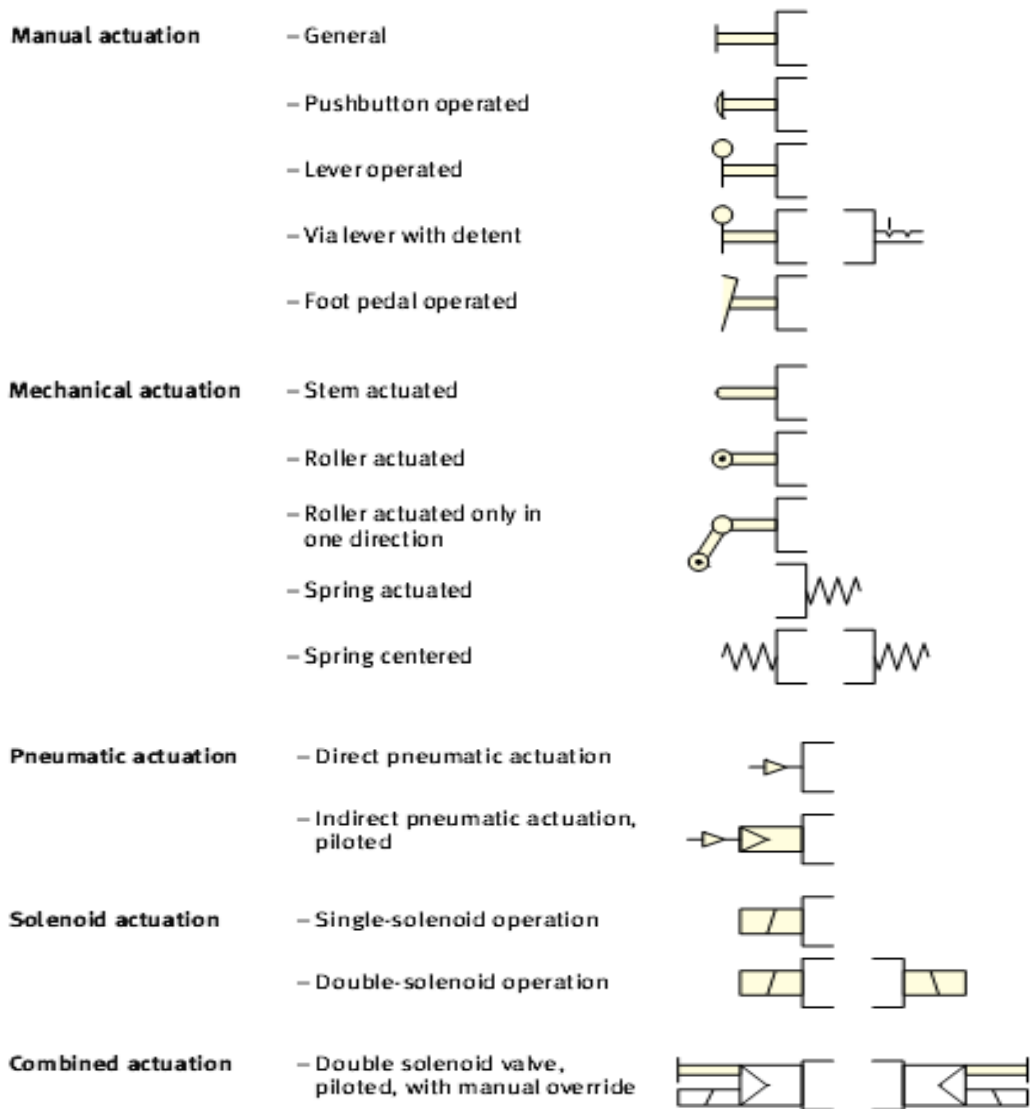 Manual actuation – General
– Pushbutton operated
– Lever operated
– Via lever with detent
– Foot pedal operated
Mechanical actuation – Stem actuated
– Roller actuated
– Roller actuated only in
one direction
– Spring actuated
– Spring centered
Pneumatic actuation – Direct pneumatic actuation
– Indirect pneumatic actuation,
piloted
Solenoid actuation – Single-solenoid operation
– Double-solenoid operation
Combined actuation – Double solenoid valve,
piloted, with manual override